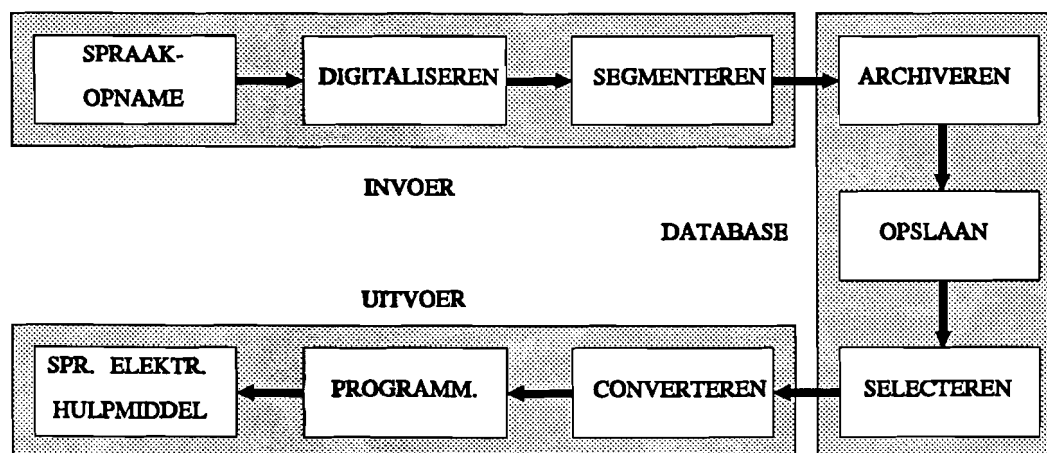 SPRAAK-
OPNAME
DIGITALISEREN
SEGMENTEREN
ARCHIVEREN
INVOER
DATABASE
OPSLAAN
UITVOER
SPR. ELEKTR.
HULPMIDDEL
PROGRAMM.
CONVERTEREN
SELECTEREN